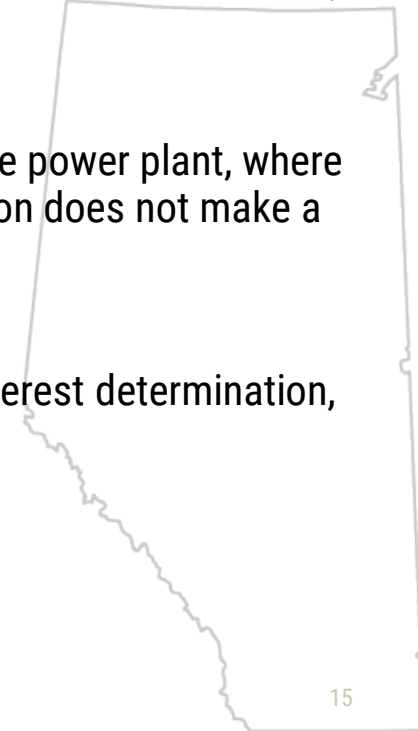 e power plant, where
on does not make a
erest determination,
15